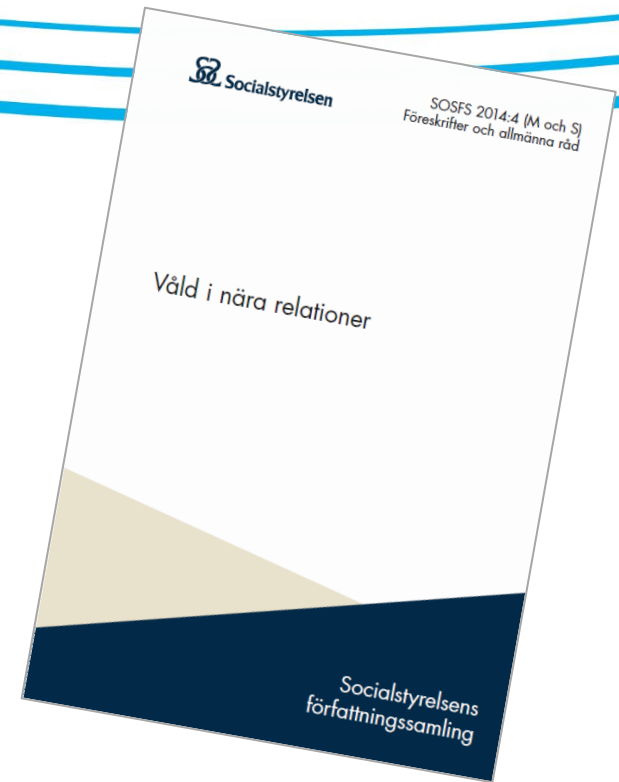 Socialstyrelsen
SOSFS 2014:4 (M och S)
Föreskrifter och allmänna råd
Våld i nära relationer
Socialstyrelsens
författningssamling